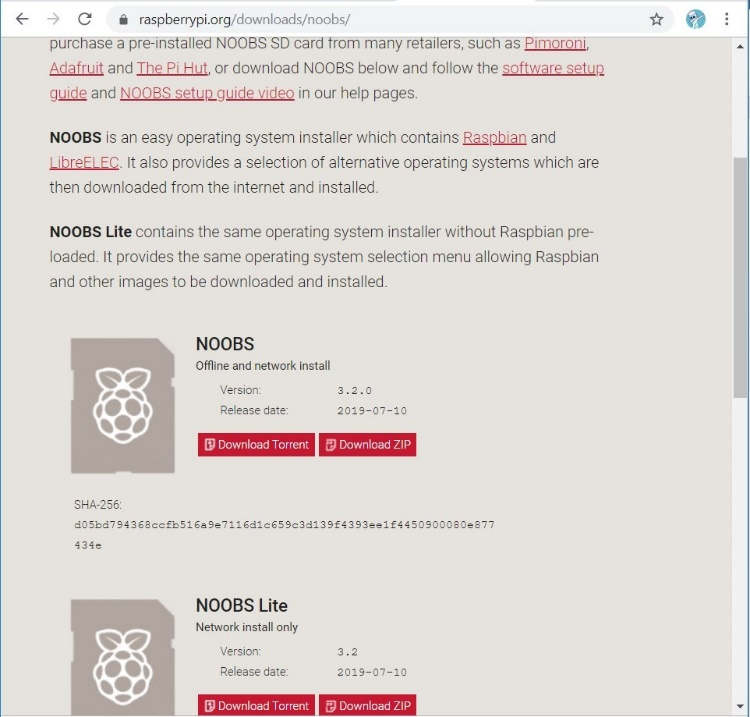 raspberrypi.org/downloads/noobs/
purchase a pre-installed NOOBS SD card from many retailers, such as Pimoroni,
Adafruit and The Pi Hut, or download NOOBS below and follow the software setup
guide and NOOBS setup guide video in our help pages.
NOOBS is an easy operating system installer which contains Raspbian and
LibreELEC. It also provides a selection of alternative operating systems which are
then downloaded from the internet and installed.
NOOBS Lite contains the same operating system installer without Raspbian pre-
loaded. It provides the same operating system selection menu allowing Raspbian
and other images to be downloaded and installed.
NOOBS
Offline and network install
Version: 3.2.0
Release date: 2019-07-10
Download Torrent Download ZIP
SHA-256:
d05bd794368ccfb516a9e7116d1c659c3d139f4393ee1f4450900080e877
434e
NOOBS Lite
Network install only
Version: 3.2
Release date: 2019-07-10
Download Torrent Download ZIP